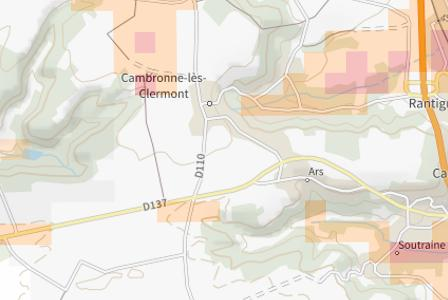 Cambronne-lès-
Clermont
Rantig
D110
Ars
Ca
D137
Soutraine